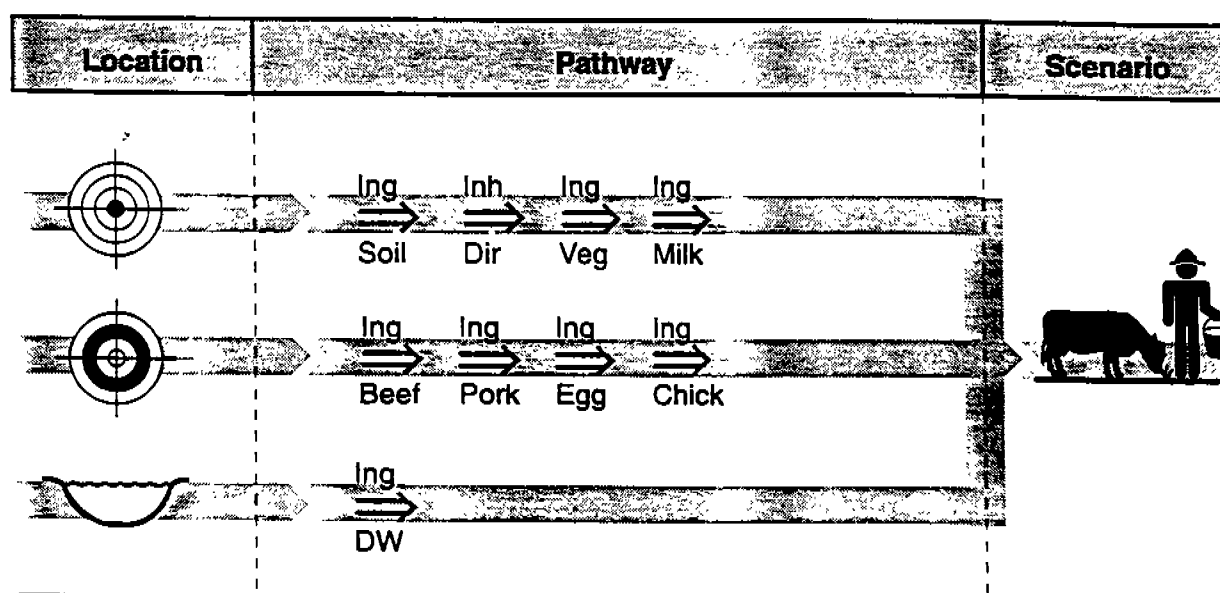 Location Pathway Scenario
Ing Inh Ing Ing
Soil Dir Veg Milk
Ing Ing Ing Ing
Beef Pork Egg Chick
Ing
DW